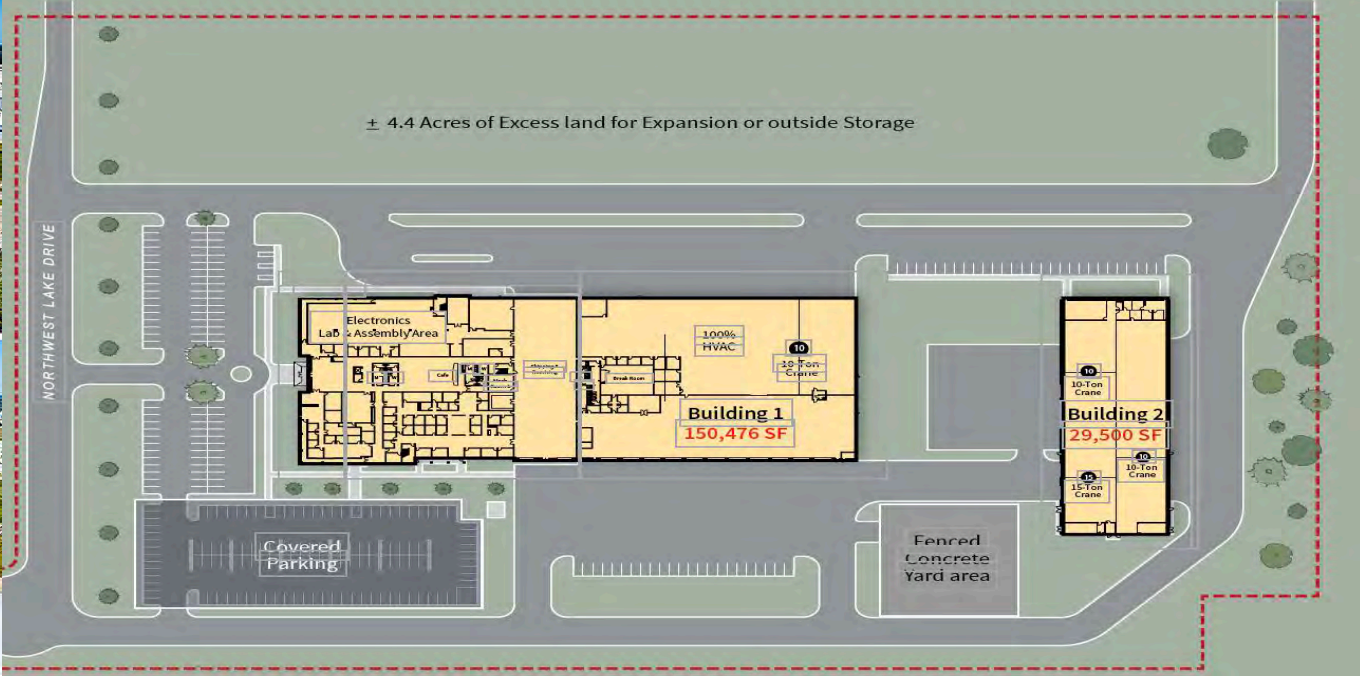 ± 4.4 Acres of Excess land for Expansion or outside Storage
NORTHWEST LAKE DRIVE
Electronics
Lab & Assembly Area
Cafe
Break Room
100%
HVAC
10
10-Ton
Crane
Building 1
150,476 SF
10
10-Ton
Crane
Building 2
29,500 SF
10
10-Ton
Crane
15
15-Ton
Crane
Covered
Parking
Fenced
Concrete
Yard area